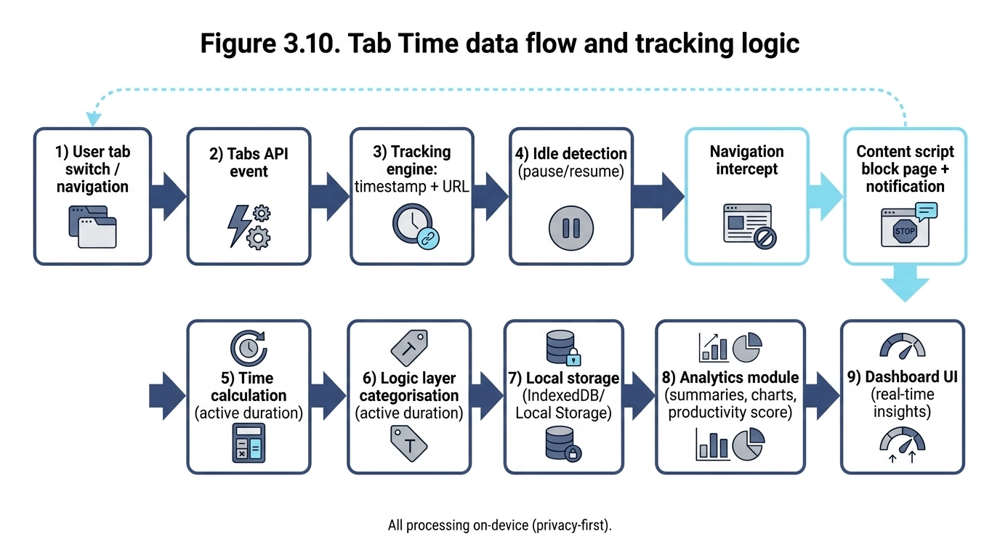 Figure 3.10. Tab Time data flow and tracking logic
1) User tab
switch /
navigation
2) Tabs API
event
3) Tracking
engine:
timestamp + URL
4) Idle detection
(pause/resume)
Navigation
intercept
Content script
block page +
notification
STOP
5) Time
calculation
(active duration)
6) Logic layer
categorisation
(active duration)
7) Local storage
(IndexedDB/
Local Storage)
8) Analytics module
(summaries, charts,
productivity score)
9) Dashboard UI
(real-time
insights)
T
T
All processing on-device (privacy-first).